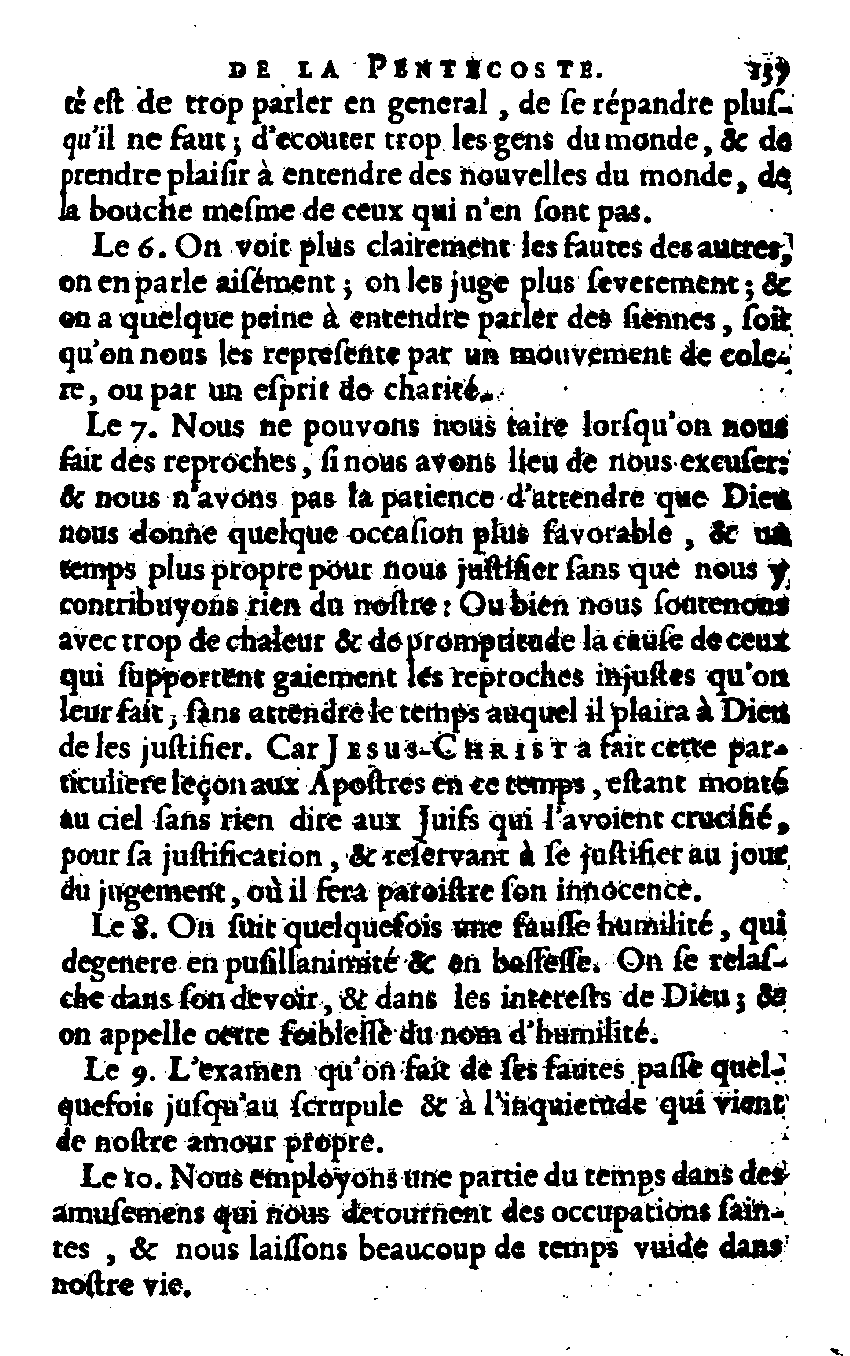 DE LA PENTECOSTE. 159
té eſt de trop parler en general, de ſe répandre pluſ-
qu'il ne faut; d'ecouter trop les gens du monde, & de
prendre plaiſir à entendre des nouvelles du monde, de
la bouche meſme de ceux qui n'en ſont pas.
Le 6. On voit plus clairement les fautes des autres,
on en parle aiſément; on les juge plus ſeverement; &
on a quelque peine à entendre parler des ſiennes, ſoit
qu'on nous les repreſente par un mouvement de cole-
re, ou par un eſprit de charité.
Le 7. Nous ne pouvons nous taire lorſqu'on nous
fait des reproches, ſi nous avons lieu de nous excuſer:
& nous n'avons pas la patience d'attendre que Dieu
nous donne quelque occaſion plus favorable, & un
temps plus propre pour nous juſtifier ſans que nous y
contribuyons rien du noſtre: Ou bien nous ſoutenons
avec trop de chaleur & de promptitude la cauſe de ceux
qui ſupportent gaiement les reproches injuſtes qu'on
leur fait, ſans attendre le temps auquel il plaira à Dieu
de les juſtifier. Car JESUS-CHRIST a fait cette par-
ticuliere leçon aux Apoſtres en ce temps, eſtant monté
au ciel ſans rien dire aux Juifs qui l'avoient crucifié,
pour ſa juſtification, & reſervant à ſe juſtifier au jour
du jugement, où il fera paroiſtre ſon innocence.
Le 8. On ſuit quelquefois une fauſſe humilité, qui
degenere en puſillanimité & en baſſeſſe. On ſe relaſ-
che dans ſon devoir, & dans les intereſts de Dieu; &
on appelle cette foibleſſe du nom d'humilité.
Le 9. L'examen qu'on fait de ſes fautes paſſe quel-
quefois juſqu'au ſcrupule & à l'inquietude qui vient
de noſtre amour propre.
Le 10. Nous employons une partie du temps dans des
amuſemens qui nous détournent des occupations ſain-
tes, & nous laiſſons beaucoup de temps vuide dans
noſtre vie.